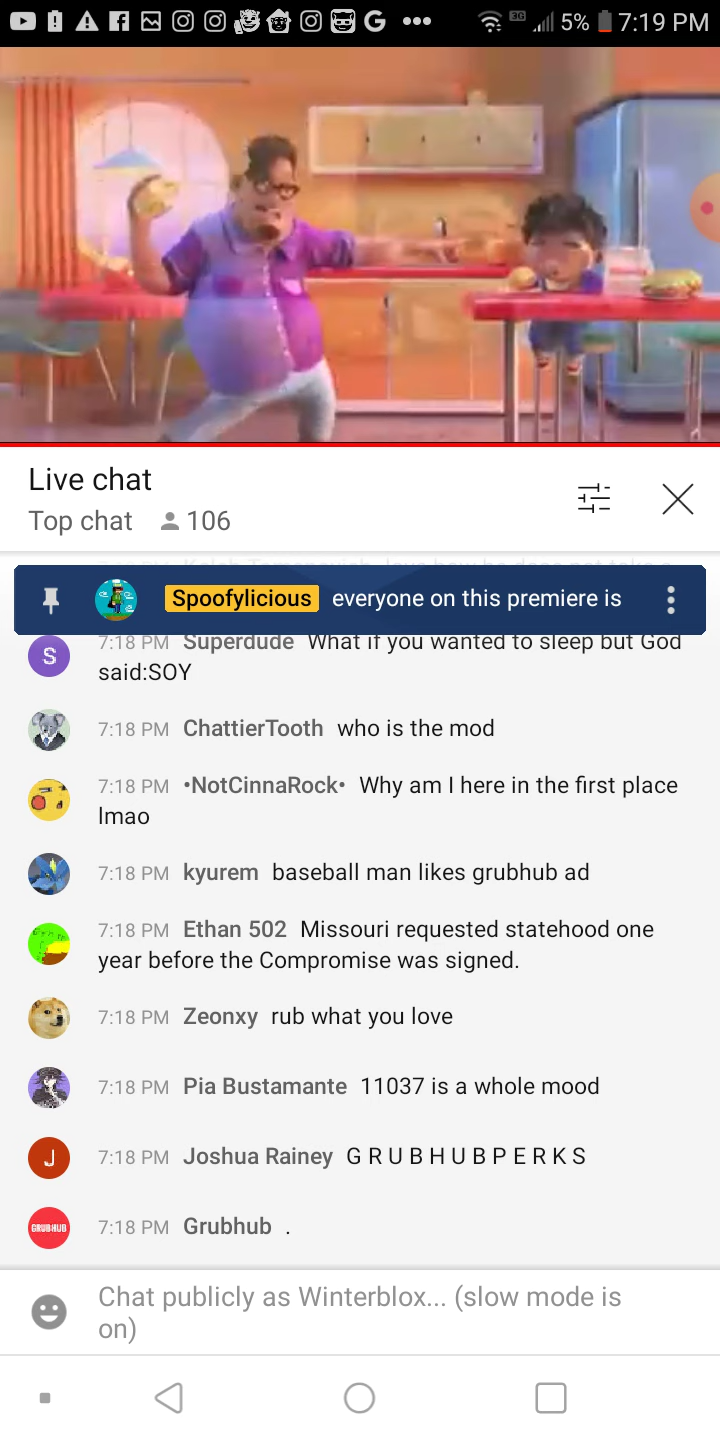 3G 5% 7:19 PM
Live chat
Top chat 106
Spoofylicious everyone on this premiere is
7:18 PM Superdude What if you wanted to sleep but God
said:SOY
S
7:18 PM ChattierTooth who is the mod
7:18 PM •NotCinnaRock• Why am I here in the first place
lmao
7:18 PM kyurem baseball man likes grubhub ad
7:18 PM Ethan 502 Missouri requested statehood one
year before the Compromise was signed.
7:18 PM Zeonxy rub what you love
7:18 PM Pia Bustamante 11037 is a whole mood
J 7:18 PM Joshua Rainey G R U B H U B P E R K S
GRUBHUB 7:18 PM Grubhub .
Chat publicly as Winterblox... (slow mode is
on)